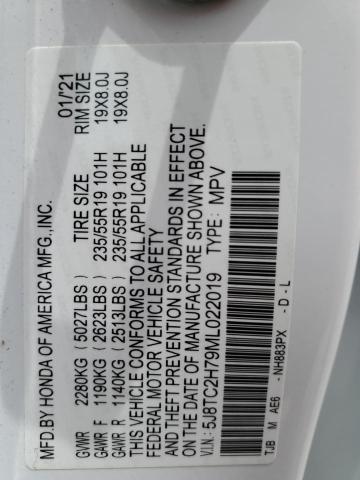 MFD.BY HONDA OF AMERICA MFG.,INC. 01/'21
TIRE SIZE RIM SIZE
GVWR 2280KG (5027LBS)
GAWR F 1190KG (2623LBS) 235/55R19 101H 19X8.0J
GAWR R 1140KG (2513LBS) 235/55R19 101H 19X8.0J
THIS VEHICLE CONFORMS TO ALL APPLICABLE
FEDERAL MOTOR VEHICLE SAFETY
AND THEFT PREVENTION STANDARDS IN EFFECT
ON THE DATE OF MANUFACTURE SHOWN ABOVE.
V.I.N.: 5J8TC2H79ML022019 TYPE: MPV
TJB M AE6 -NH883PX -D-L